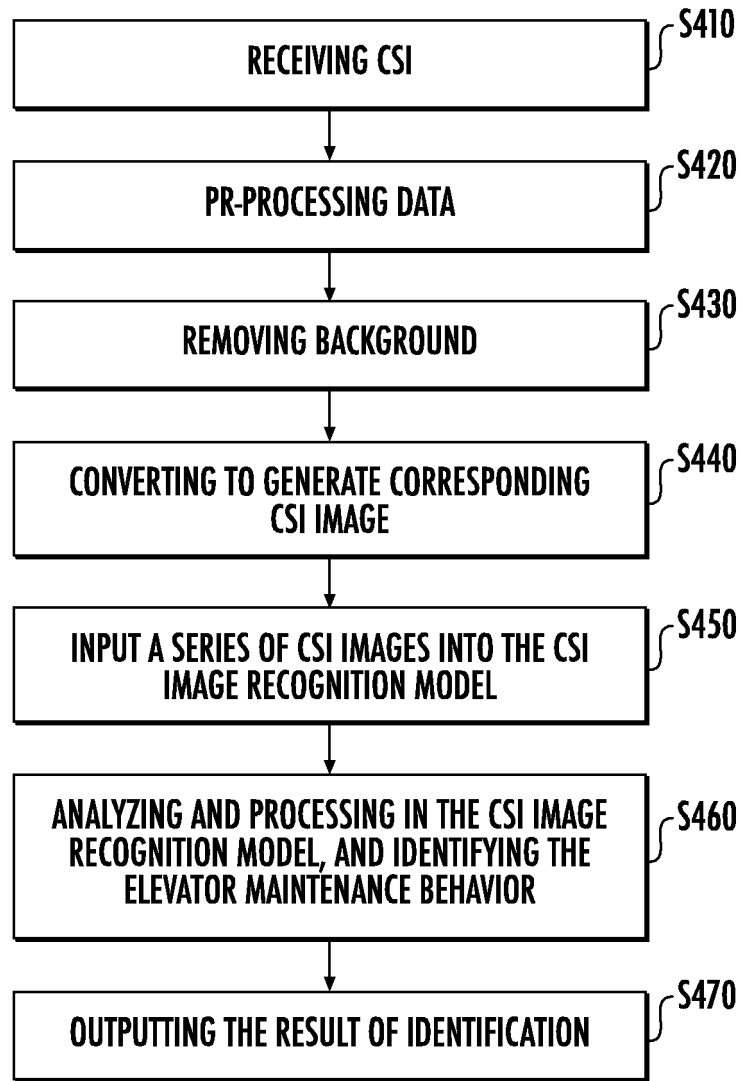 S410
RECEIVING CSI
S420
PR-PROCESSING DATA
S430
REMOVING BACKGROUND
S440
CONVERTING TO GENERATE CORRESPONDING
CSI IMAGE
S450
INPUT A SERIES OF CSI IMAGES INTO THE CSI
IMAGE RECOGNITION MODEL
S460
ANALYZING AND PROCESSING IN THE CSI IMAGE
RECOGNITION MODEL, AND IDENTIFYING THE
ELEVATOR MAINTENANCE BEHAVIOR
S470
OUTPUTTING THE RESULT OF IDENTIFICATION